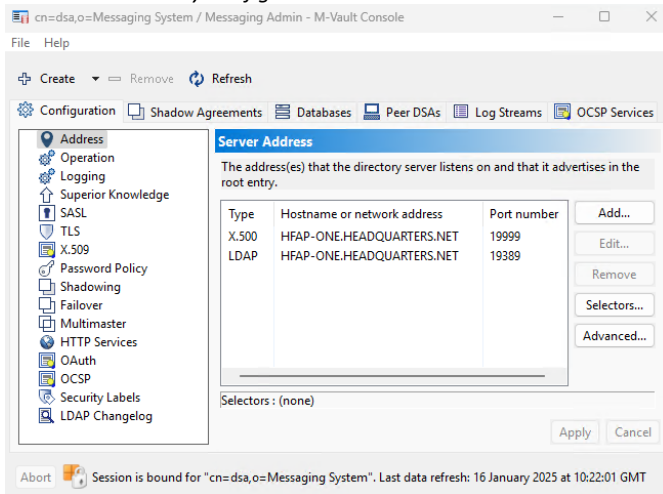 cn=dsa,o=Messaging System / Messaging Admin - M-Vault Console
File Help
Create Remove Refresh
Configuration Shadow Agreements Databases Peer DSAs Log Streams OCSP Services
Address
Operation
Logging
Superior Knowledge
SASL
TLS
X.509
Password Policy
Shadowing
Failover
Multimaster
HTTP Services
OAuth
OCSP
Security Labels
LDAP Changelog
Server Address
The address(es) that the directory server listens on and that it advertises in the
root entry.
Type Hostname or network address Port number
X.500 HFAP-ONE.HEADQUARTERS.NET 19999
LDAP HFAP-ONE.HEADQUARTERS.NET 19389
Add...
Edit...
Remove
Selectors...
Advanced...
Selectors : (none)
Apply Cancel
Abort Session is bound for "cn=dsa,o=Messaging System". Last data refresh: 16 January 2025 at 10:22:01 GMT